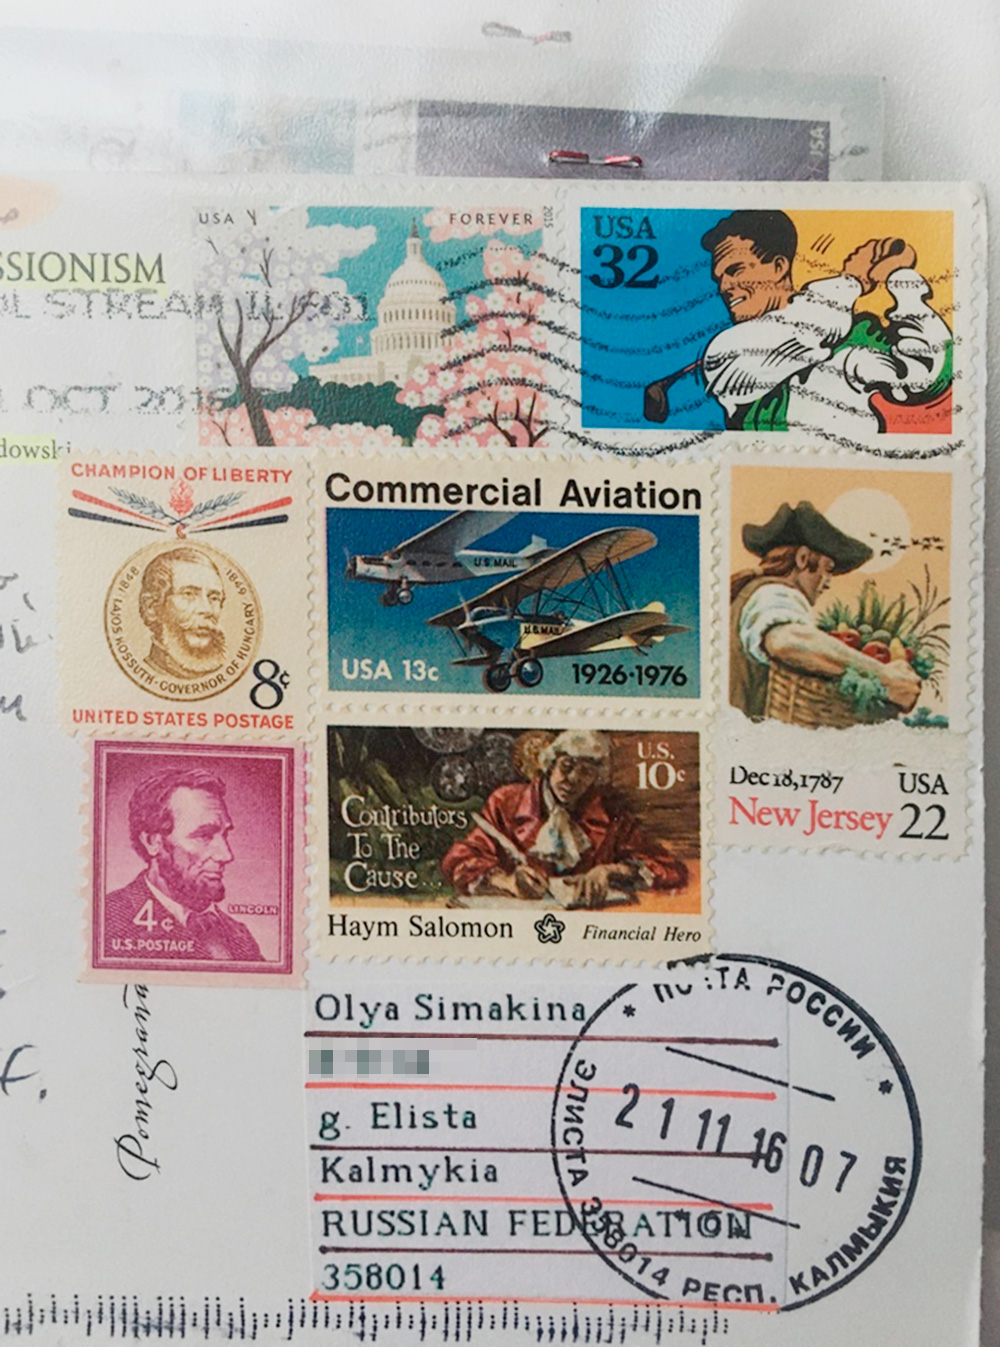 USA
USA FOREVER
2015
USA
32
SSIONISM
STREAM IL 601
OCT 2016
dowski
CHAMPION OF LIBERTY
1848 · LAJOS KOSSUTH · GOVERNOR OF HUNGARY 1849
8¢
UNITED STATES POSTAGE
Commercial Aviation
U.S. MAIL
U.S. MAIL
USA 13c
1926·1976
Dec 18, 1787 USA
New Jersey 22
4¢
LINCOLN
U.S. POSTAGE
U.S.
10c
Contributors
To The
Cause...
Haym Salomon
Financial Hero
Olya Simakina
g. Elista
Kalmykia
RUSSIAN FEDERATION
358014
ПОЧТА РОССИИ
21 11 16 07
ЭЛИСТА 358014 РЕСП. КАЛМЫКИЯ